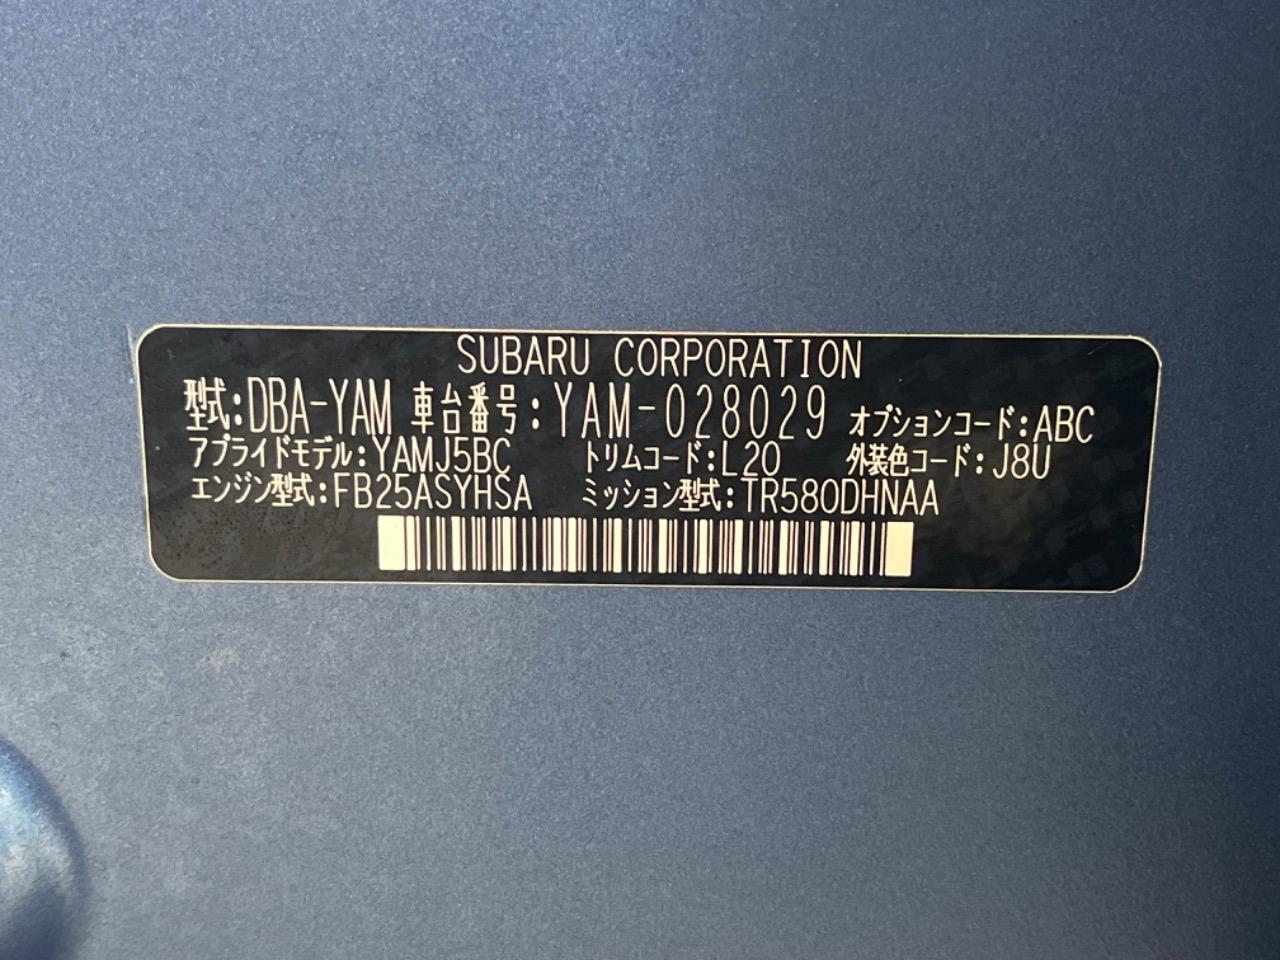 SUBARU CORPORATION
型式:DBA-YAM 車台番号:YAM-028029 オプションコード:ABC
アプライドモデル:YAMJ5BC トリムコード:L20 外装色コード:J8U
エンジン型式:FB25ASYHSA ミッション型式:TR580DHNAA